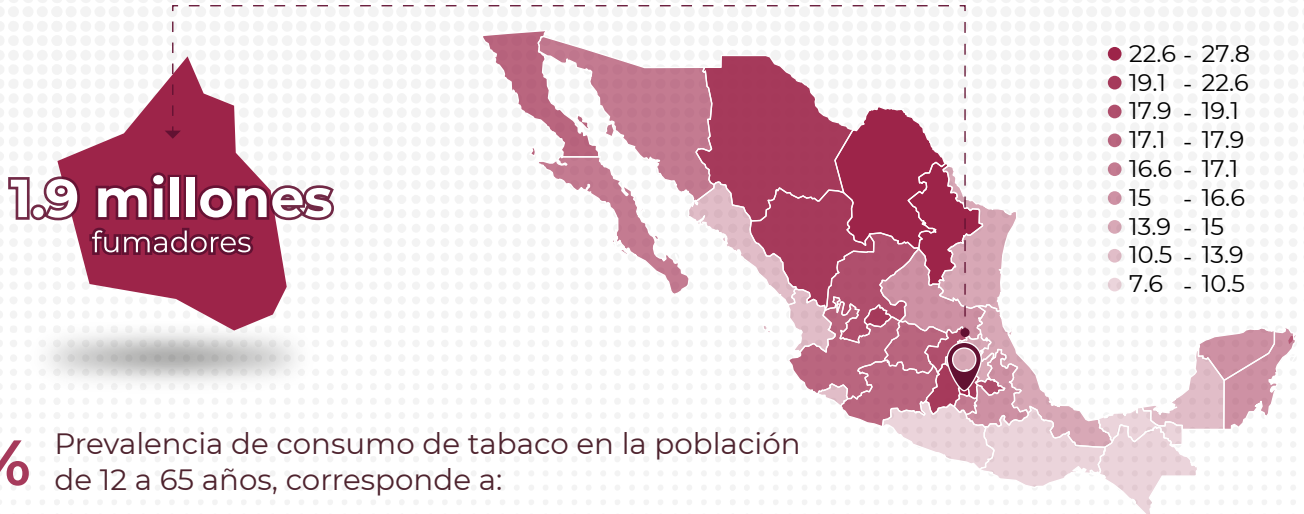 1.9 millones
fumadores
22.6 - 27.8
19.1 - 22.6
17.9 - 19.1
17.1 - 17.9
16.6 - 17.1
15 - 16.6
13.9 - 15
10.5 - 13.9
7.6 - 10.5
% Prevalencia de consumo de tabaco en la población
de 12 a 65 años, corresponde a: